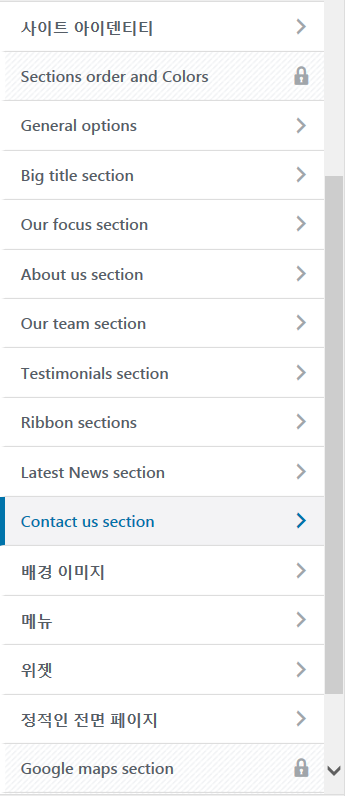 사이트 아이덴티티
Sections order and Colors
General options
Big title section
Our focus section
About us section
Our team section
Testimonials section
Ribbon sections
Latest News section
Contact us section
배경 이미지
메뉴
위젯
정적인 전면 페이지
Google maps section